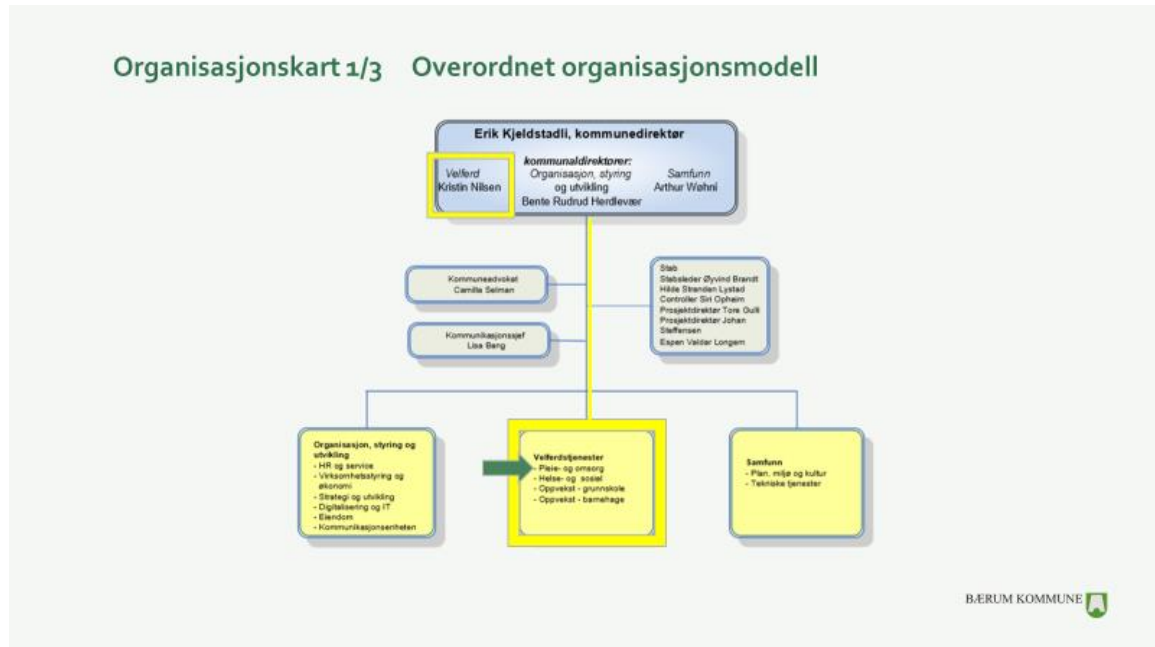 Organisasjonskart 1/3 Overordnet organisasjonsmodell
Erik Kjeldstadli, kommunedirektør
kommunaldirektører:
Velferd
Kristin Nilsen
Organisasjon, styring
og utvikling
Bente Rudrud Herdlevær
Samfunn
Arthur Wøhni
Kommuneadvokat
Camilla Selman
Stab
Stabsleder Øyvind Brandt
Hilde Stranden Lystad
Controller Siri Opheim
Prosjektdirektør Tore Gulli
Prosjektdirektør Johan
Steffensen
Espen Valdar Longem
Kommunikasjonssjef
Lisa Bang
Organisasjon, styring og
utvikling
- HR og service
- Virksomhetsstyring og
økonomi
- Strategi og utvikling
- Digitalisering og IT
- Eiendom
- Kommunikasjonsenheten
Velferdstjenester
- Pleie- og omsorg
- Helse- og sosial
- Oppvekst - grunnskole
- Oppvekst - barnehage
Samfunn
- Plan, miljø og kultur
- Tekniske tjenester
BÆRUM KOMMUNE